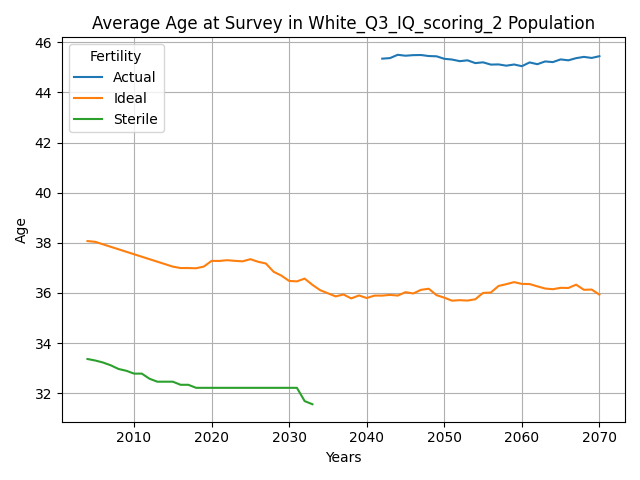 Average Age at Survey in White_Q3_IQ_scoring_2 Population
Fertility
Actual
Ideal
Sterile
46
44
42
40
38
36
34
32
Age
2010
2020
2030
2040
2050
2060
2070
Years